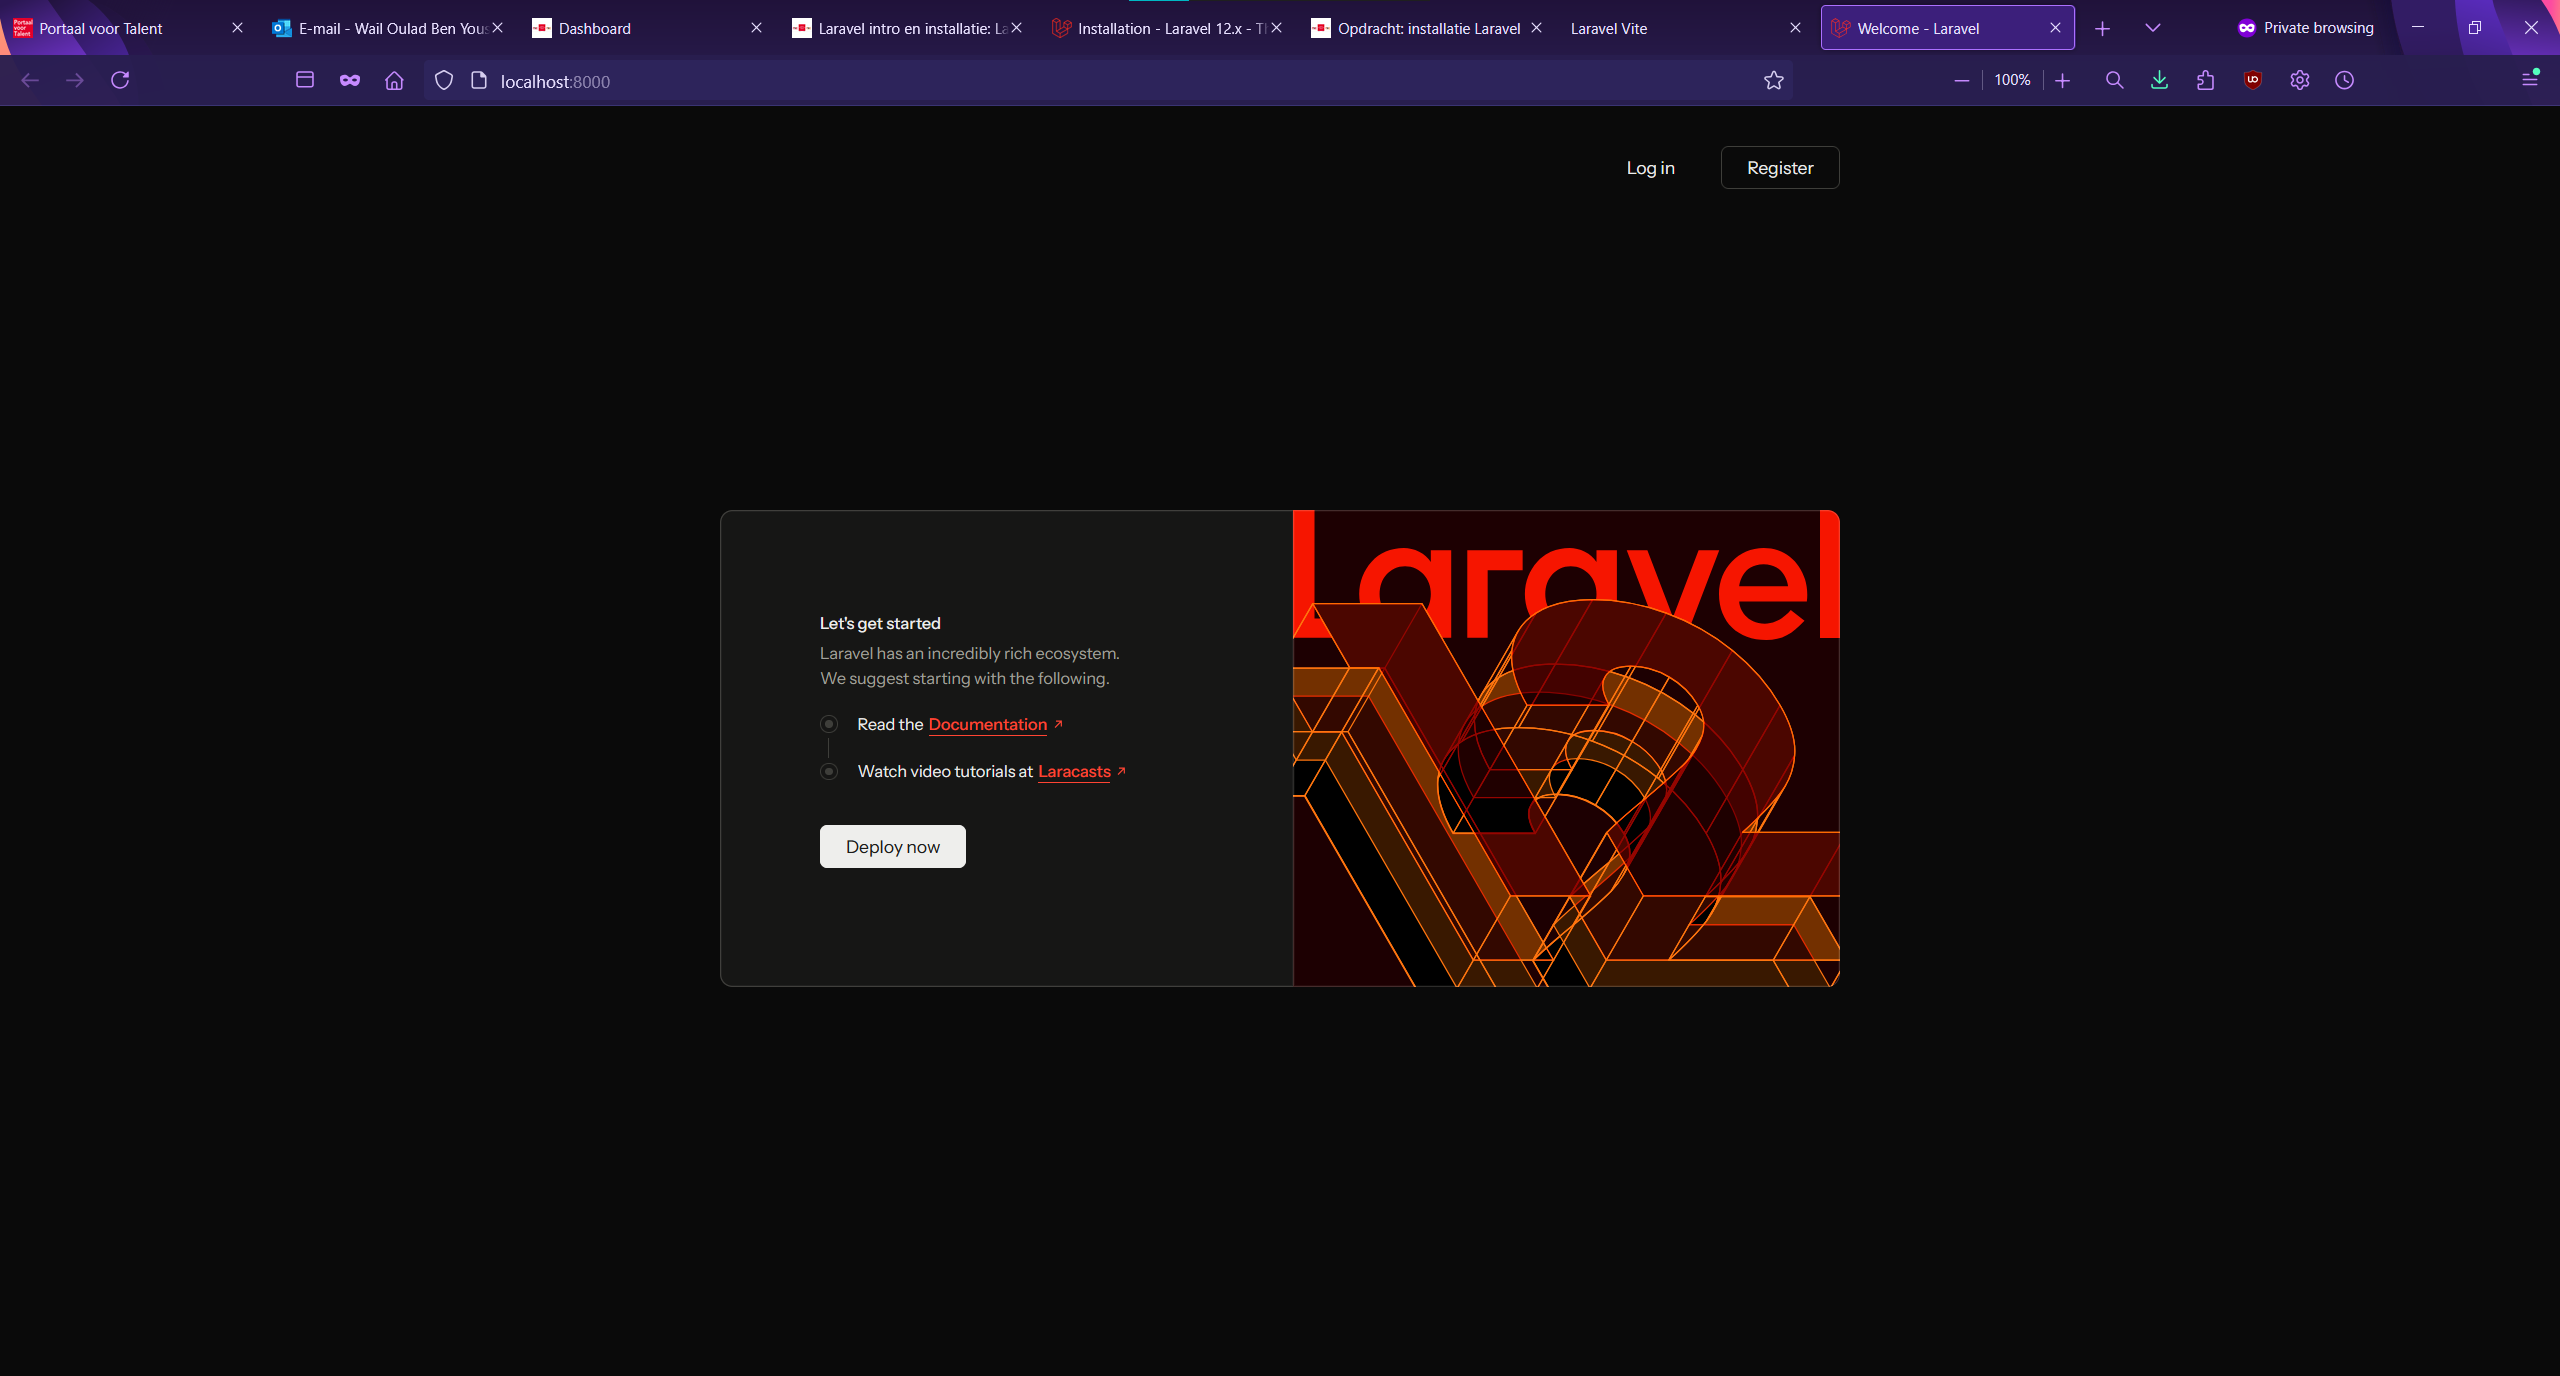 Portaal voor Talent
E-mail - Wail Oulad Ben Yous
Dashboard
Laravel intro en installatie: La
Installation - Laravel 12.x - Th
Opdracht: installatie Laravel
Laravel Vite
Welcome - Laravel
Private browsing
localhost:8000
100%
Log in
Register
Laravel
Let's get started
Laravel has an incredibly rich ecosystem.
We suggest starting with the following.
Read the Documentation
Watch video tutorials at Laracasts
Deploy now